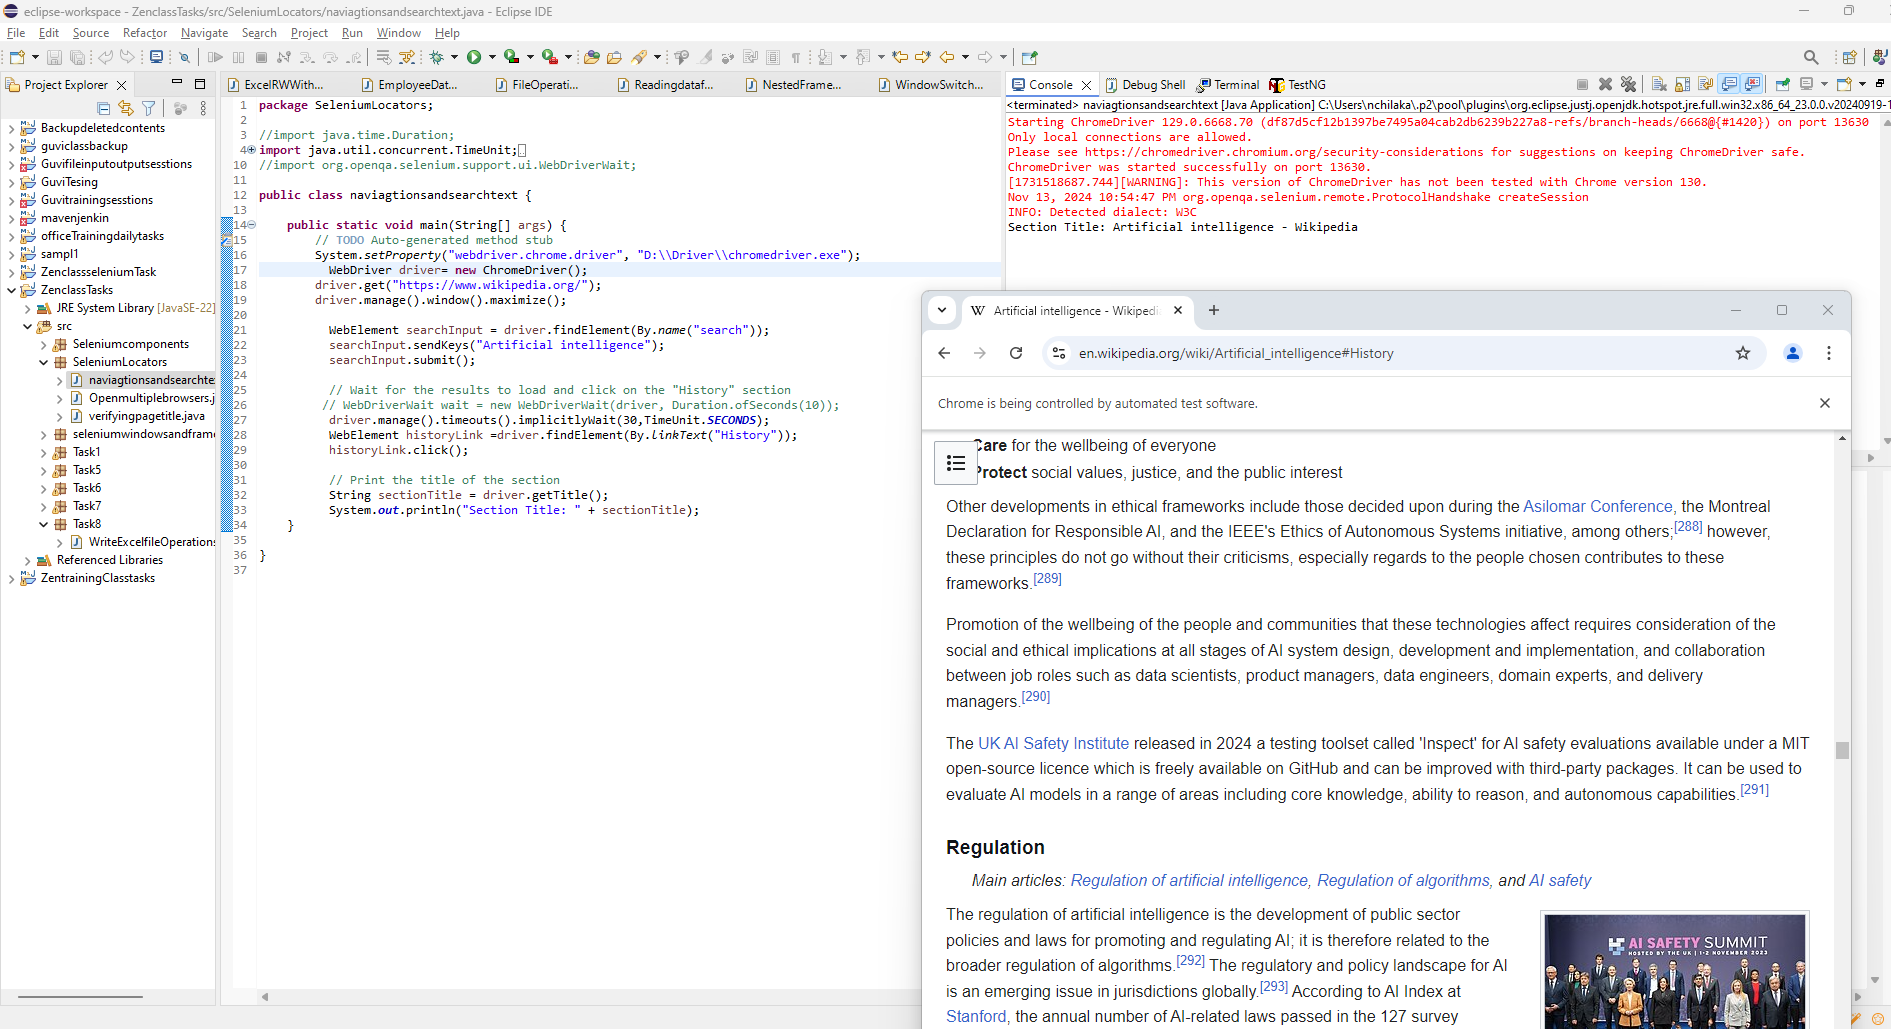 eclipse-workspace - ZenclassTasks/src/SeleniumLocators/naviagtionsandsearchtext.java - Eclipse IDE
File Edit Source Refactor Navigate Search Project Run Window Help
Project Explorer
Backupdeletedcontents
guviclassbackup
Guvifileinputoutputsesstions
GuviTesing
Guvitrainingsesstions
mavenjenkin
officeTrainingdailytasks
sampl1
ZenclassseleniumTask
ZenclassTasks
JRE System Library [JavaSE-22]
src
Seleniumcomponents
SeleniumLocators
naviagtionsandsearchte
Openmultiplebrowsers.j
verifyingpagetitle.java
seleniumwindowsandfram
Task1
Task5
Task6
Task7
Task8
WriteExcelfileOperations
Referenced Libraries
ZentrainingClasstasks
ExcelRWWith... EmployeeDat... FileOperati... Readingdataf... NestedFrame... WindowSwitch...
1 package SeleniumLocators;
2
3 //import java.time.Duration;
4 import java.util.concurrent.TimeUnit;
10 //import org.openqa.selenium.support.ui.WebDriverWait;
11
12 public class naviagtionsandsearchtext {
13
14 public static void main(String[] args) {
15 // TODO Auto-generated method stub
16 System.setProperty("webdriver.chrome.driver", "D:\\Driver\\chromedriver.exe");
17 WebDriver driver= new ChromeDriver();
18 driver.get("https://www.wikipedia.org/");
19 driver.manage().window().maximize();
20
21 WebElement searchInput = driver.findElement(By.name("search"));
22 searchInput.sendKeys("Artificial intelligence");
23 searchInput.submit();
24
25 // Wait for the results to load and click on the "History" section
26 // WebDriverWait wait = new WebDriverWait(driver, Duration.ofSeconds(10));
27 driver.manage().timeouts().implicitlyWait(30,TimeUnit.SECONDS);
28 WebElement historyLink =driver.findElement(By.linkText("History"));
29 historyLink.click();
30
31 // Print the title of the section
32 String sectionTitle = driver.getTitle();
33 System.out.println("Section Title: " + sectionTitle);
34 }
35
36 }
37
Console Debug Shell Terminal TestNG
<terminated> naviagtionsandsearchtext [Java Application] C:\Users\nchilaka\.p2\pool\plugins\org.eclipse.justj.openjdk.hotspot.jre.full.win32.x86_64_23.0.0.v20240919-1
Starting ChromeDriver 129.0.6668.70 (df87d5cf12b1397be7495a04cab2db6239b227a8-refs/branch-heads/6668@{#1420}) on port 13630
Only local connections are allowed.
Please see https://chromedriver.chromium.org/security-considerations for suggestions on keeping ChromeDriver safe.
ChromeDriver was started successfully on port 13630.
[1731518687.744][WARNING]: This version of ChromeDriver has not been tested with Chrome version 130.
Nov 13, 2024 10:54:47 PM org.openqa.selenium.remote.ProtocolHandshake createSession
INFO: Detected dialect: W3C
Section Title: Artificial intelligence - Wikipedia
W Artificial intelligence - Wikipedi
en.wikipedia.org/wiki/Artificial_intelligence#History
Chrome is being controlled by automated test software.
Care for the wellbeing of everyone
Protect social values, justice, and the public interest
Other developments in ethical frameworks include those decided upon during the Asilomar Conference, the Montreal
Declaration for Responsible AI, and the IEEE's Ethics of Autonomous Systems initiative, among others;[288] however,
these principles do not go without their criticisms, especially regards to the people chosen contributes to these
frameworks.[289]
Promotion of the wellbeing of the people and communities that these technologies affect requires consideration of the
social and ethical implications at all stages of AI system design, development and implementation, and collaboration
between job roles such as data scientists, product managers, data engineers, domain experts, and delivery
managers.[290]
The UK AI Safety Institute released in 2024 a testing toolset called 'Inspect' for AI safety evaluations available under a MIT
open-source licence which is freely available on GitHub and can be improved with third-party packages. It can be used to
evaluate AI models in a range of areas including core knowledge, ability to reason, and autonomous capabilities.[291]
Regulation
Main articles: Regulation of artificial intelligence, Regulation of algorithms, and AI safety
The regulation of artificial intelligence is the development of public sector
policies and laws for promoting and regulating AI; it is therefore related to the
broader regulation of algorithms.[292] The regulatory and policy landscape for AI
is an emerging issue in jurisdictions globally.[293] According to AI Index at
Stanford, the annual number of AI-related laws passed in the 127 survey
AI SAFETY SUMMIT
HOSTED BY THE UK | 1-2 NOVEMBER 2023